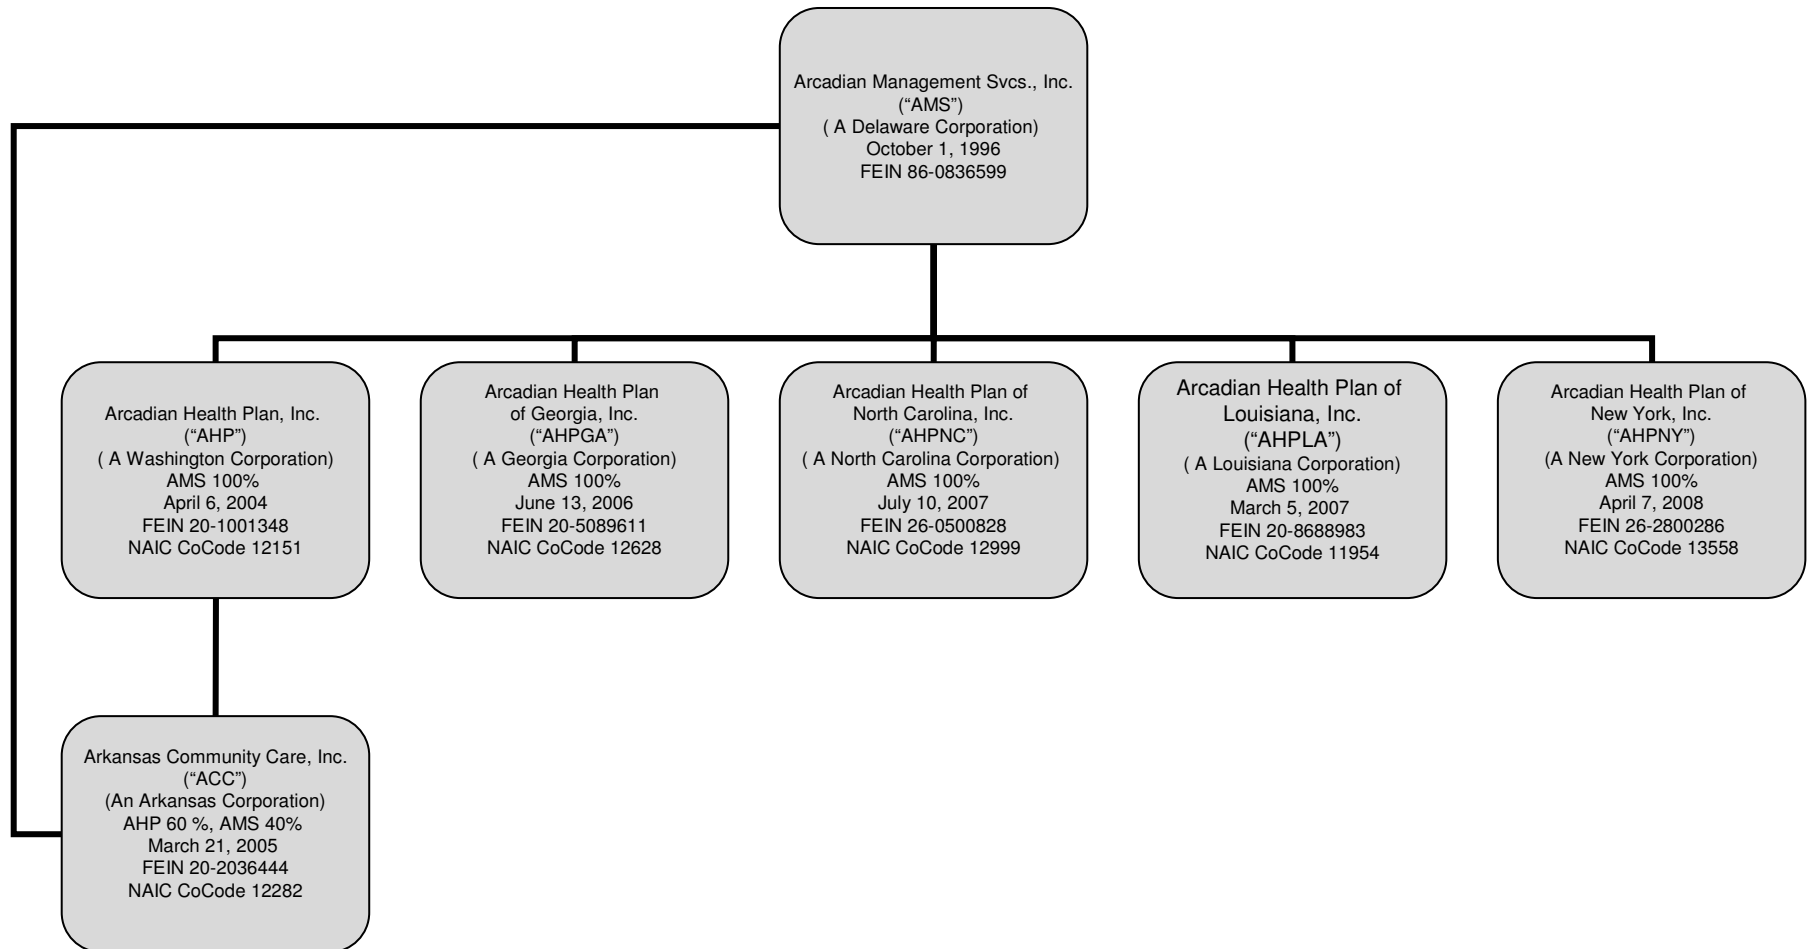 Arcadian Management Svcs., Inc.
(“AMS”)
( A Delaware Corporation)
October 1, 1996
FEIN 86-0836599
Arcadian Health Plan, Inc.
(“AHP”)
( A Washington Corporation)
AMS 100%
April 6, 2004
FEIN 20-1001348
NAIC CoCode 12151
Arcadian Health Plan
of Georgia, Inc.
(“AHPGA”)
( A Georgia Corporation)
AMS 100%
June 13, 2006
FEIN 20-5089611
NAIC CoCode 12628
Arcadian Health Plan of
North Carolina, Inc.
(“AHPNC”)
( A North Carolina Corporation)
AMS 100%
July 10, 2007
FEIN 26-0500828
NAIC CoCode 12999
Arcadian Health Plan of
Louisiana, Inc.
(“AHPLA”)
( A Louisiana Corporation)
AMS 100%
March 5, 2007
FEIN 20-8688983
NAIC CoCode 11954
Arcadian Health Plan of
New York, Inc.
(“AHPNY”)
(A New York Corporation)
AMS 100%
April 7, 2008
FEIN 26-2800286
NAIC CoCode 13558
Arkansas Community Care, Inc.
(“ACC”)
(An Arkansas Corporation)
AHP 60 %, AMS 40%
March 21, 2005
FEIN 20-2036444
NAIC CoCode 12282